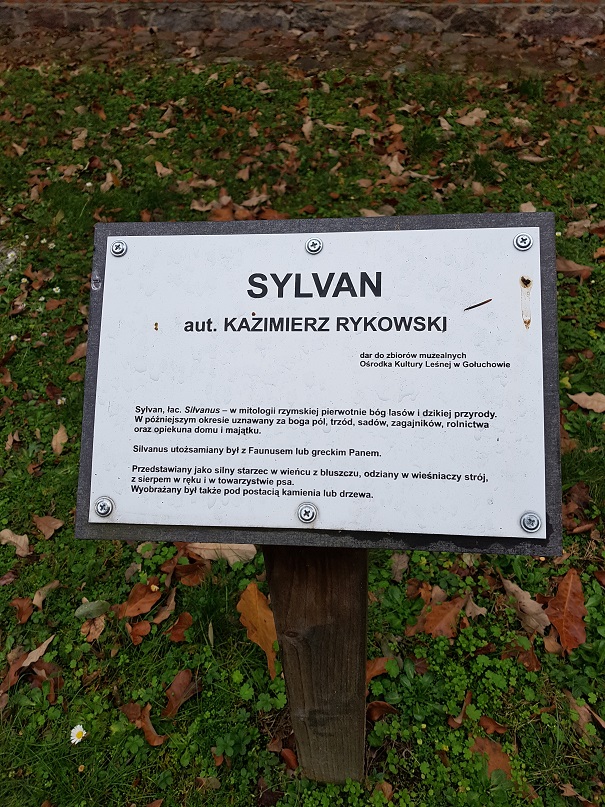 SYLVAN
aut. KAZIMIERZ RYKOWSKI
dar do zbiorów muzealnych
Ośrodka Kultury Leśnej w Gołuchowie
Sylvan, łac. Silvanus – w mitologii rzymskiej pierwotnie bóg lasów i dzikiej przyrody.
W późniejszym okresie uznawany za boga pól, trzód, sadów, zagajników, rolnictwa
oraz opiekuna domu i majątku.
Silvanus utożsamiany był z Faunusem lub greckim Panem.
Przedstawiany jako silny starzec w wieńcu z bluszczu, odziany w wieśniaczy strój,
z sierpem w ręku i w towarzystwie psa.
Wyobrażany był także pod postacią kamienia lub drzewa.